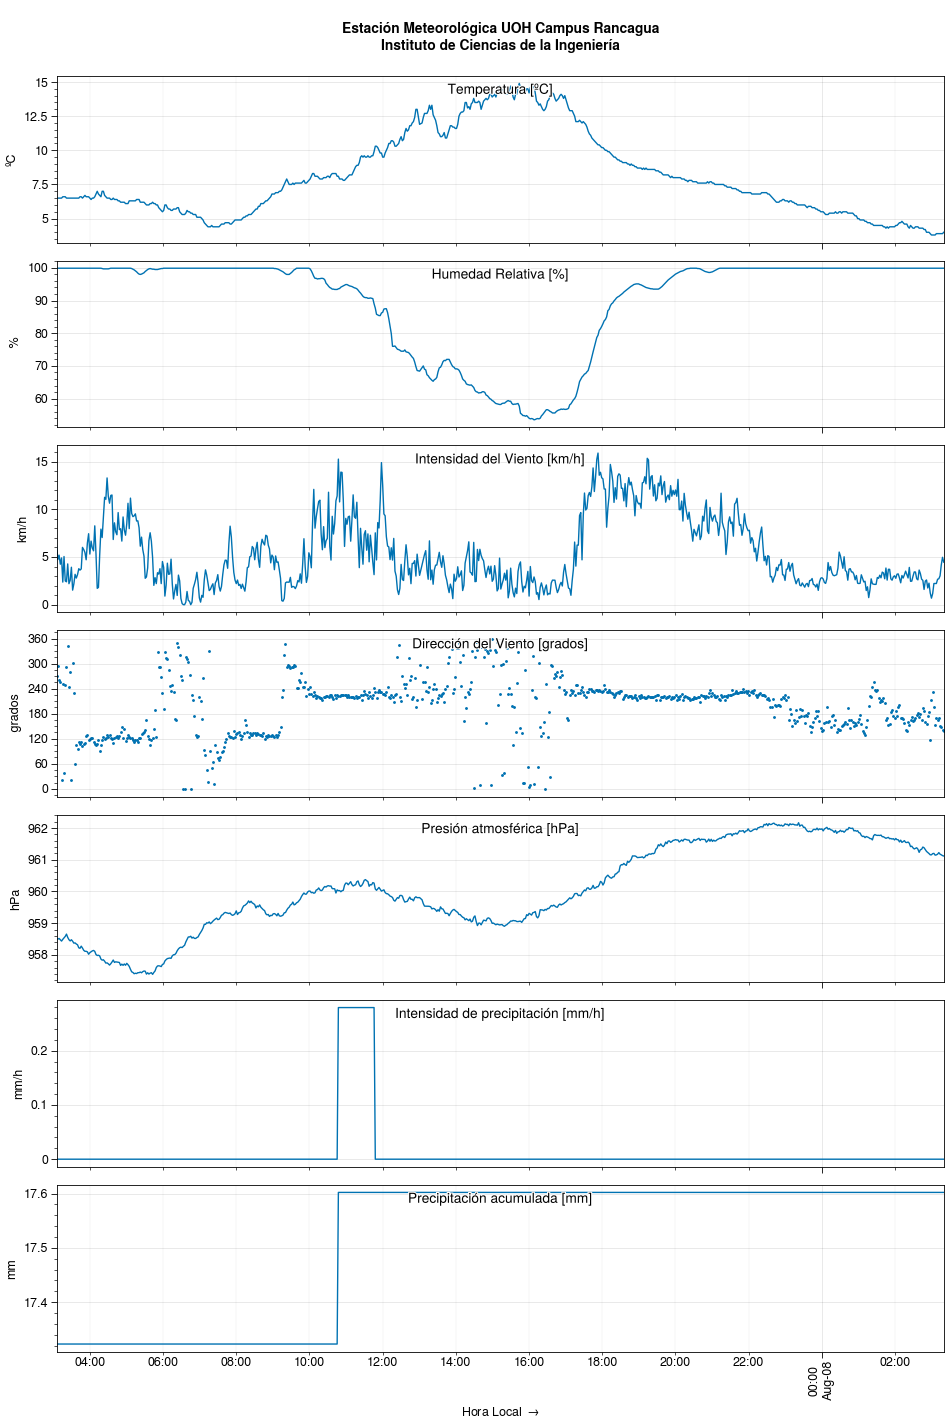 Estación Meteorológica UOH Campus Rancagua
Instituto de Ciencias de la Ingeniería
Temperatura [ºC]
15
12.5
10
7.5
5
ºC
Humedad Relativa [%]
100
90
80
70
60
%
Intensidad del Viento [km/h]
15
10
5
0
km/h
Dirección del Viento [grados]
360
300
240
180
120
60
0
grados
Presión atmosférica [hPa]
962
961
960
959
958
hPa
Intensidad de precipitación [mm/h]
0.2
0.1
0
mm/h
Precipitación acumulada [mm]
17.6
17.5
17.4
mm
04:00 06:00 08:00 10:00 12:00 14:00 16:00 18:00 20:00 22:00 00:00 02:00
Aug-08
Hora Local →